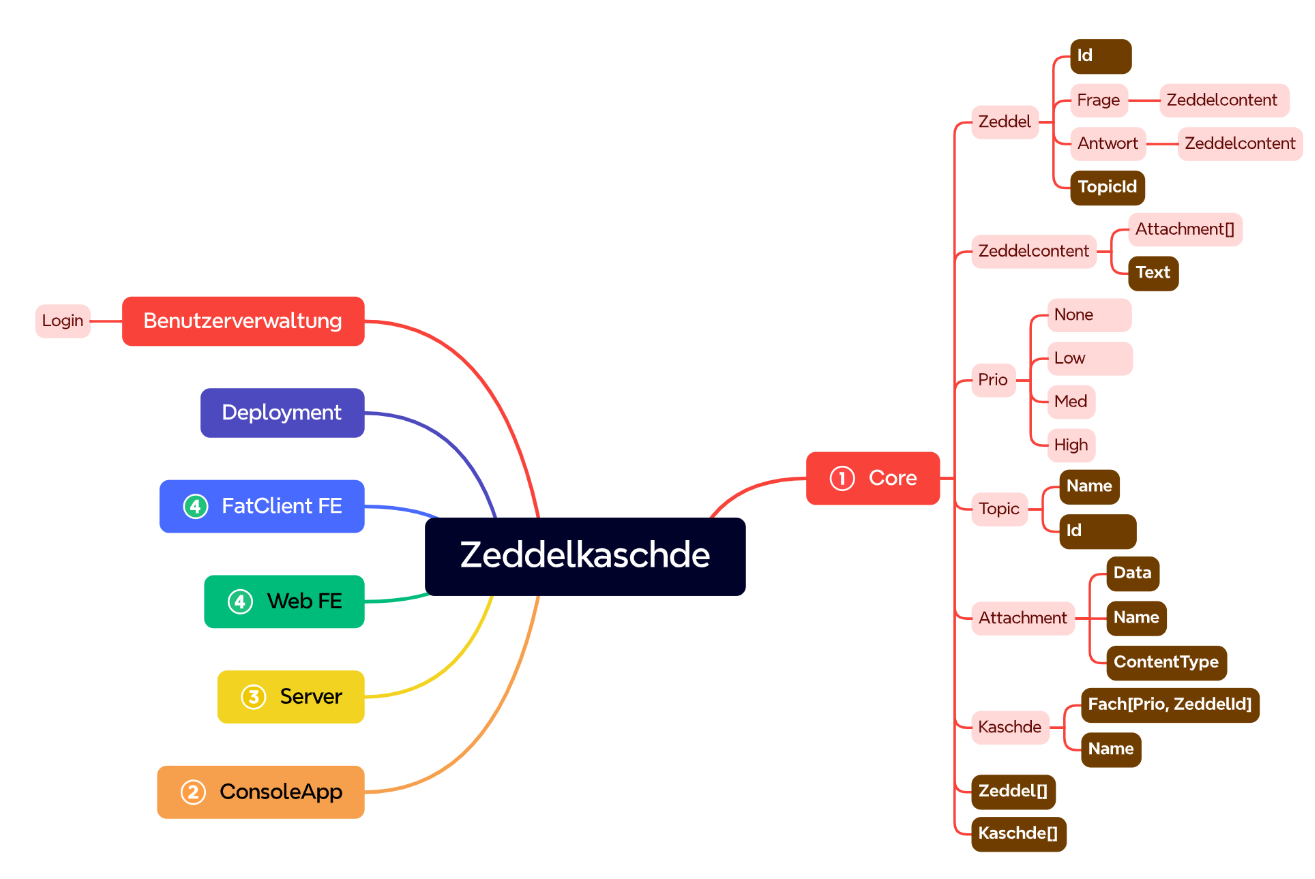 Zeddelkaschde
① Core
Zeddel
Id
Frage
Zeddelcontent
Antwort
Zeddelcontent
TopicId
Zeddelcontent
Attachment[]
Text
Prio
None
Low
Med
High
Topic
Name
Id
Attachment
Data
Name
ContentType
Kaschde
Fach[Prio, ZeddelId]
Name
Zeddel[]
Kaschde[]
② ConsoleApp
③ Server
④ Web FE
④ FatClient FE
Deployment
Benutzerverwaltung
Login